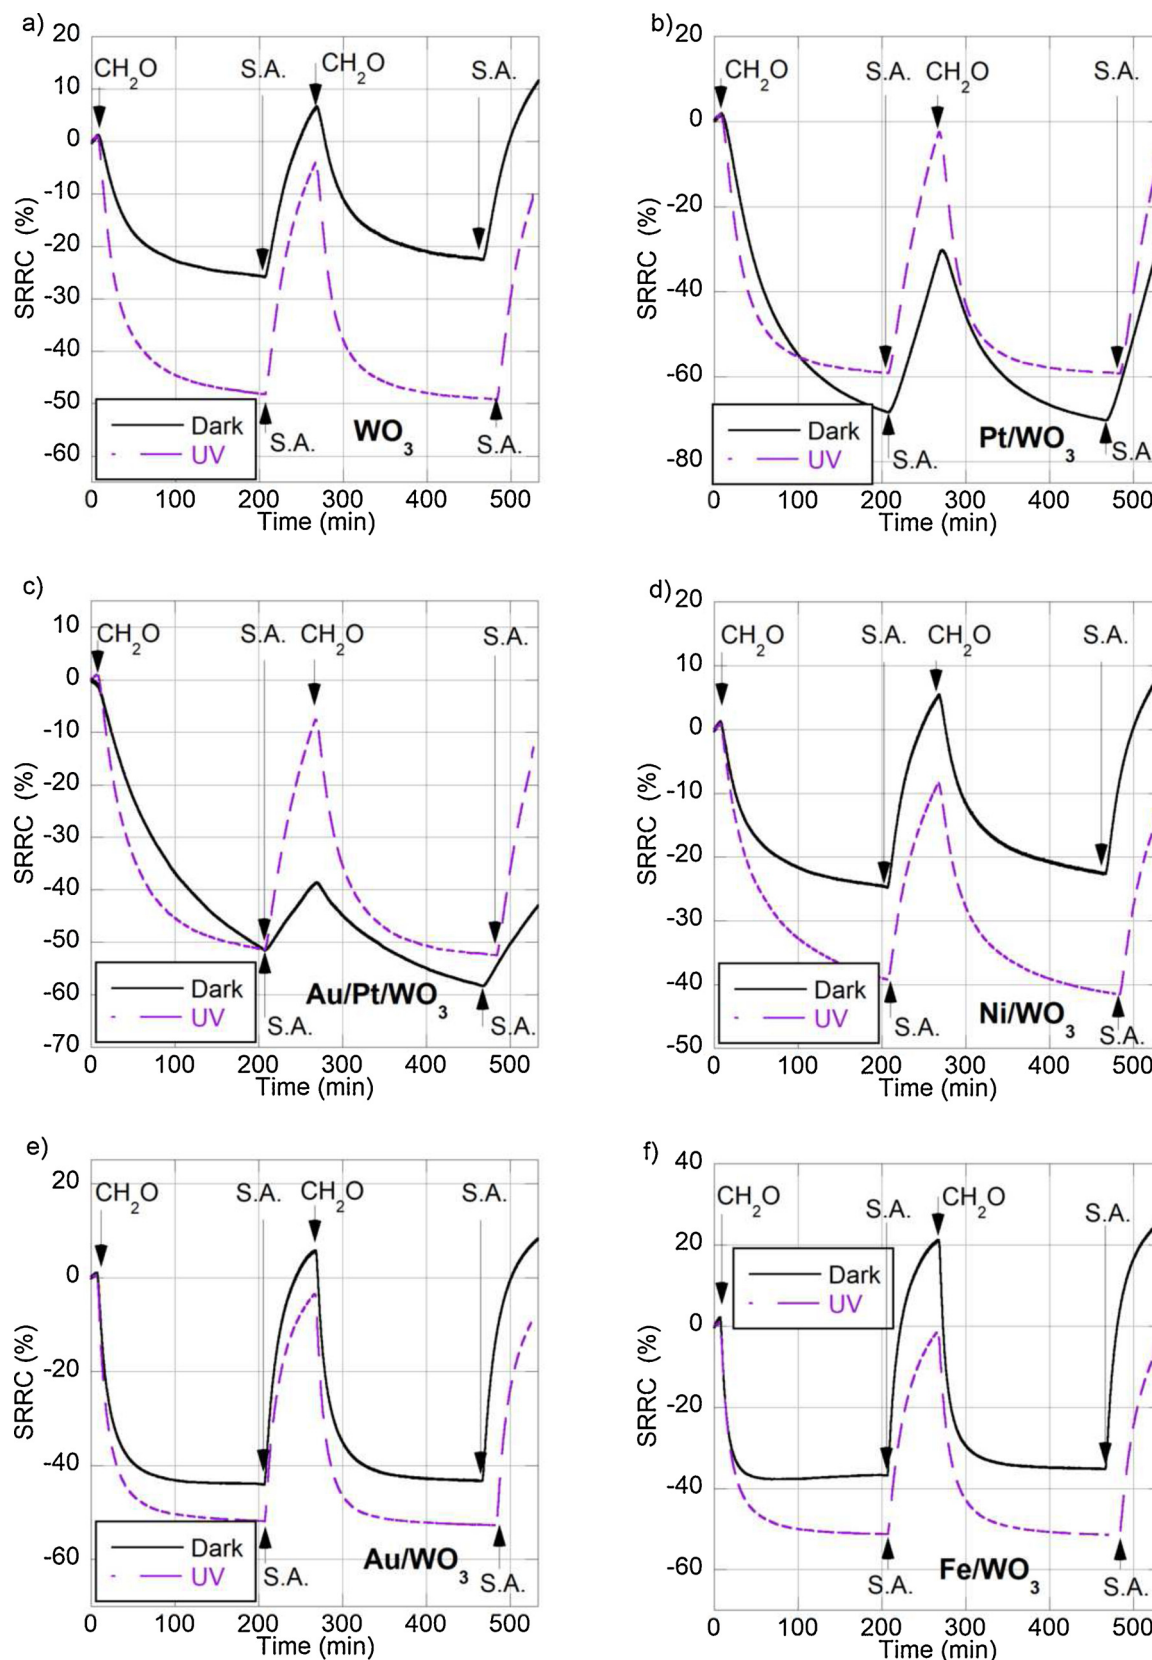 a)
20
CH2O
S.A.
CH2O
S.A.
10
0
-10
-20
-30
-40
-50
-60
SRRC (%)
Dark
UV
S.A.
WO3
S.A.
0 100 200 300 400 500
Time (min)
b)
20
CH2O
S.A.
CH2O
S.A.
0
-20
-40
-60
-80
SRRC (%)
Dark
UV
S.A.
Pt/WO3
S.A
0 100 200 300 400 500
Time (min)
c)
10
CH2O
S.A.
CH2O
S.A.
0
-10
-20
-30
-40
-50
-60
-70
SRRC (%)
Dark
UV
S.A.
Au/Pt/WO3
S.A.
0 100 200 300 400 500
Time (min)
d)
20
CH2O
S.A.
CH2O
S.A.
10
0
-10
-20
-30
-40
-50
SRRC (%)
Dark
UV
S.A.
Ni/WO3
S.A.
0 100 200 300 400 500
Time (min)
e)
20
CH2O
S.A.
CH2O
S.A.
0
-20
-40
-60
SRRC (%)
Dark
UV
S.A.
Au/WO3
S.A.
0 100 200 300 400 500
Time (min)
f)
40
CH2O
S.A.
CH2O
S.A.
20
0
-20
-40
-60
SRRC (%)
Dark
UV
S.A.
Fe/WO3
S.A.
0 100 200 300 400 500
Time (min)